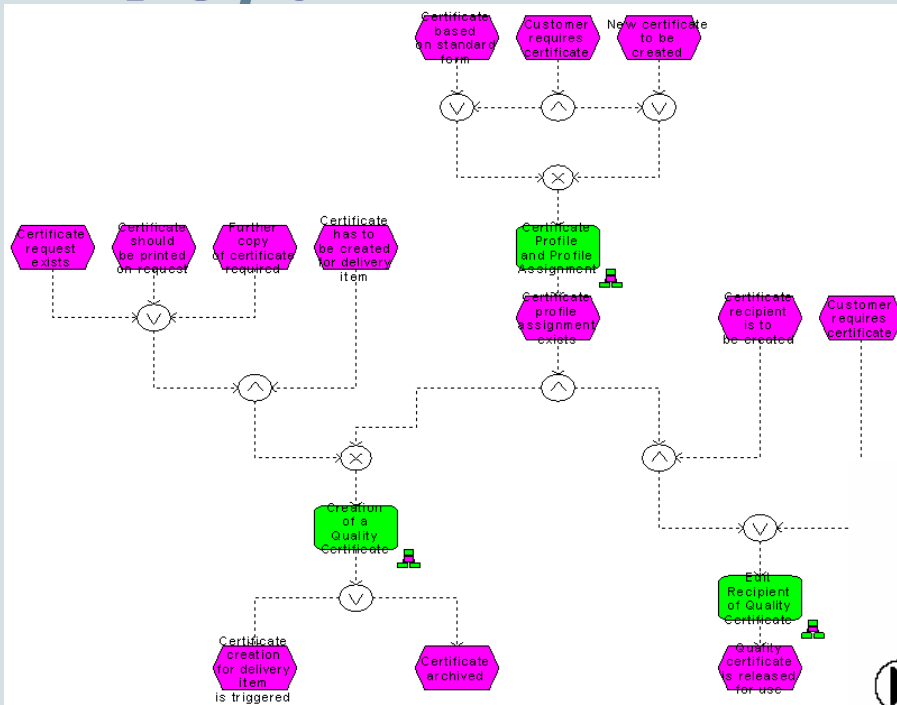 Certificate
based
on standard
form
Customer
requires
certificate
New certificate
to be
created
Certificate
request
exists
Certificate
should
be printed
on request
Further
copy
of certificate
required
Certificate
has to
be created
for delivery
item
Certificate
Profile
and Profile
Assignment
Certificate
profile
assignment
exists
Certificate
recipient
is to
be created
Customer
requires
certificate
Creation
of a
Quality
Certificate
Edit
Recipient
of Quality
Certificate
Certificate
creation
for delivery
item
is triggered
Certificate
archived
Quality
certificate
is released
for use